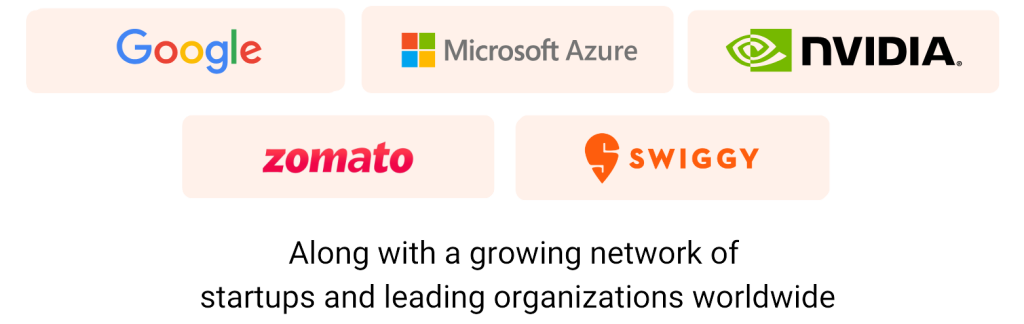 Google
Microsoft Azure
NVIDIA.
zomato
SWIGGY
Along with a growing network of
startups and leading organizations worldwide